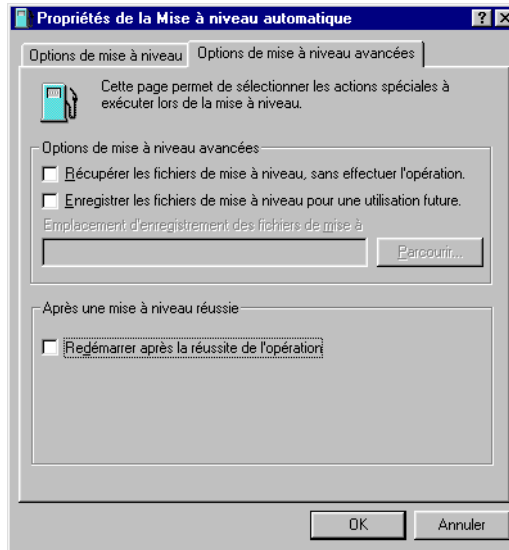 Propriétés de la Mise à niveau automatique
Options de mise à niveau
Options de mise à niveau avancées
Cette page permet de sélectionner les actions spéciales à
exécuter lors de la mise à niveau.
Options de mise à niveau avancées
Récupérer les fichiers de mise à niveau, sans effectuer l'opération.
Enregistrer les fichiers de mise à niveau pour une utilisation future.
Emplacement d'enregistrement des fichiers de mise à
Parcourir...
Après une mise à niveau réussie
Redémarrer après la réussite de l'opération
OK
Annuler